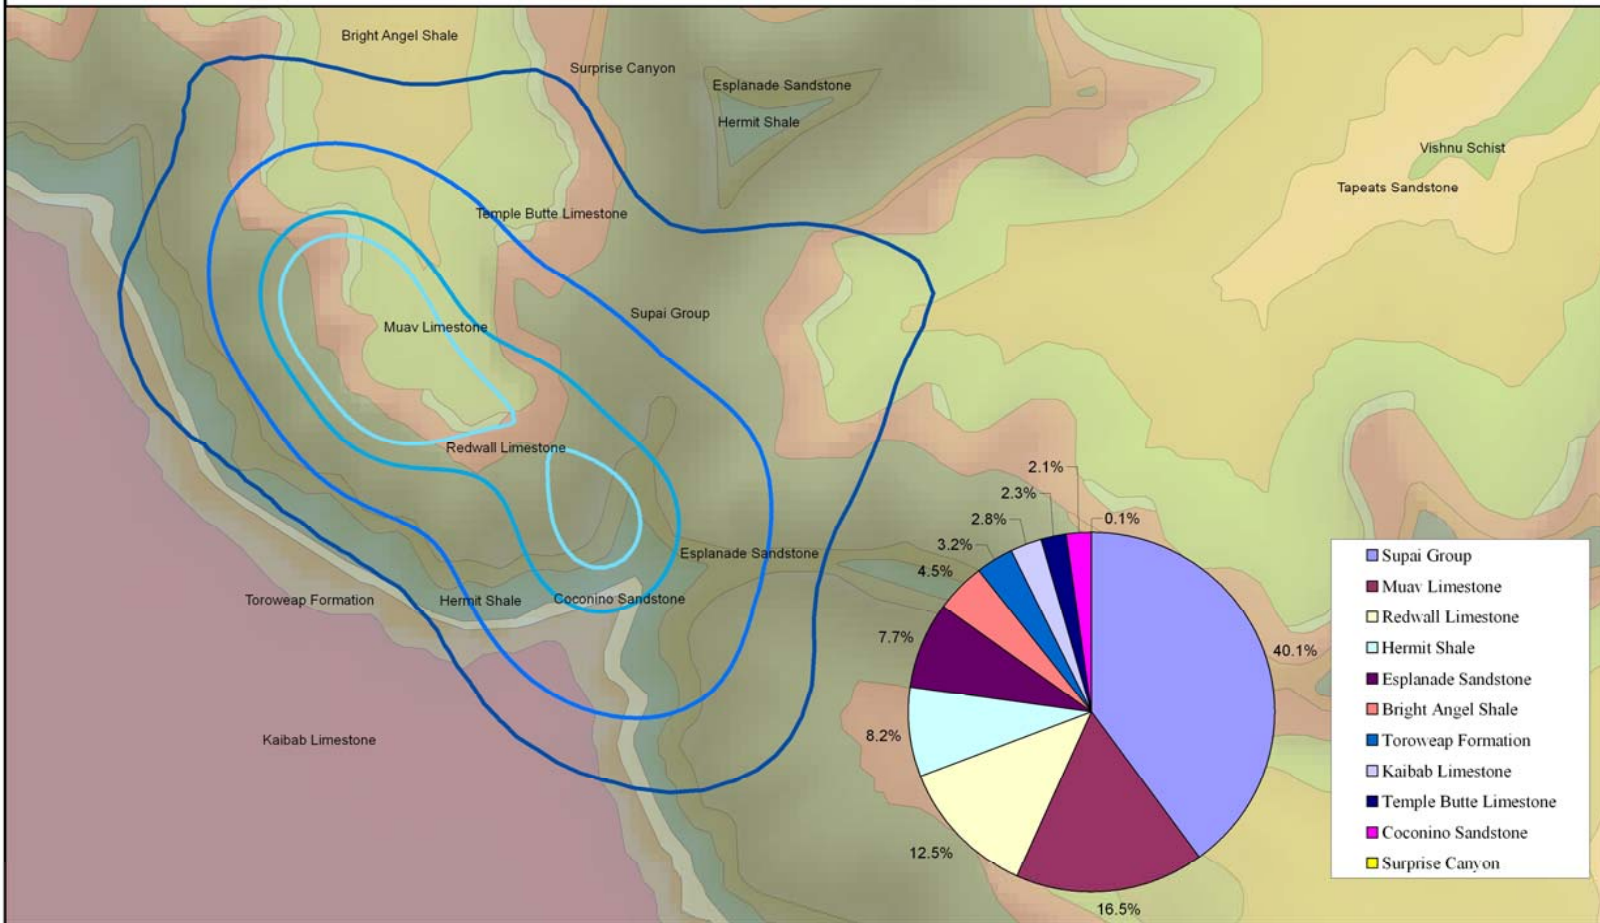 Bright Angel Shale
Surprise Canyon
Esplanade Sandstone
Hermit Shale
Vishnu Schist
Tapeats Sandstone
Temple Butte Limestone
Supai Group
Muav Limestone
Redwall Limestone
Esplanade Sandstone
Toroweap Formation
Hermit Shale
Coconino Sandstone
Kaibab Limestone
2.1%
2.3%
2.8%
0.1%
3.2%
4.5%
7.7%
40.1%
8.2%
12.5%
16.5%
Supai Group
Muav Limestone
Redwall Limestone
Hermit Shale
Esplanade Sandstone
Bright Angel Shale
Toroweap Formation
Kaibab Limestone
Temple Butte Limestone
Coconino Sandstone
Surprise Canyon